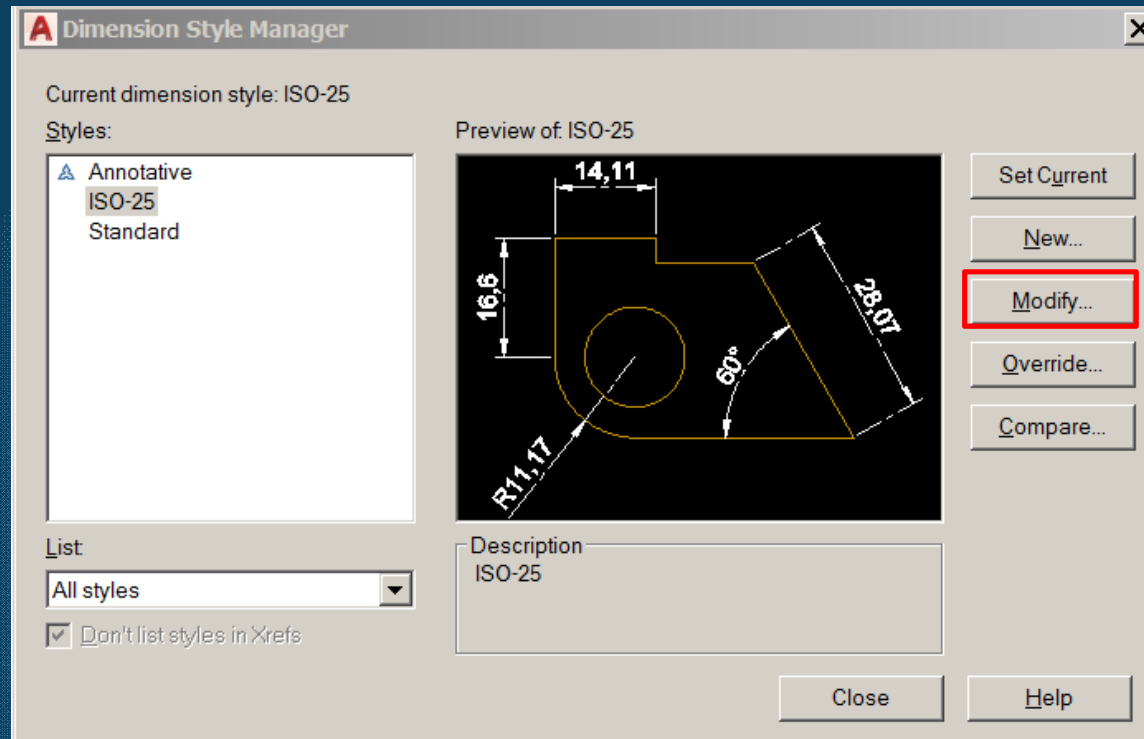 Dimension Style Manager
Current dimension style: ISO-25
Styles:
Annotative
ISO-25
Standard
Preview of: ISO-25
14,11
16,6
28,07
60°
R11,17
Set Current
New...
Modify...
Override...
Compare...
List:
All styles
Don't list styles in Xrefs
Description
ISO-25
Close
Help